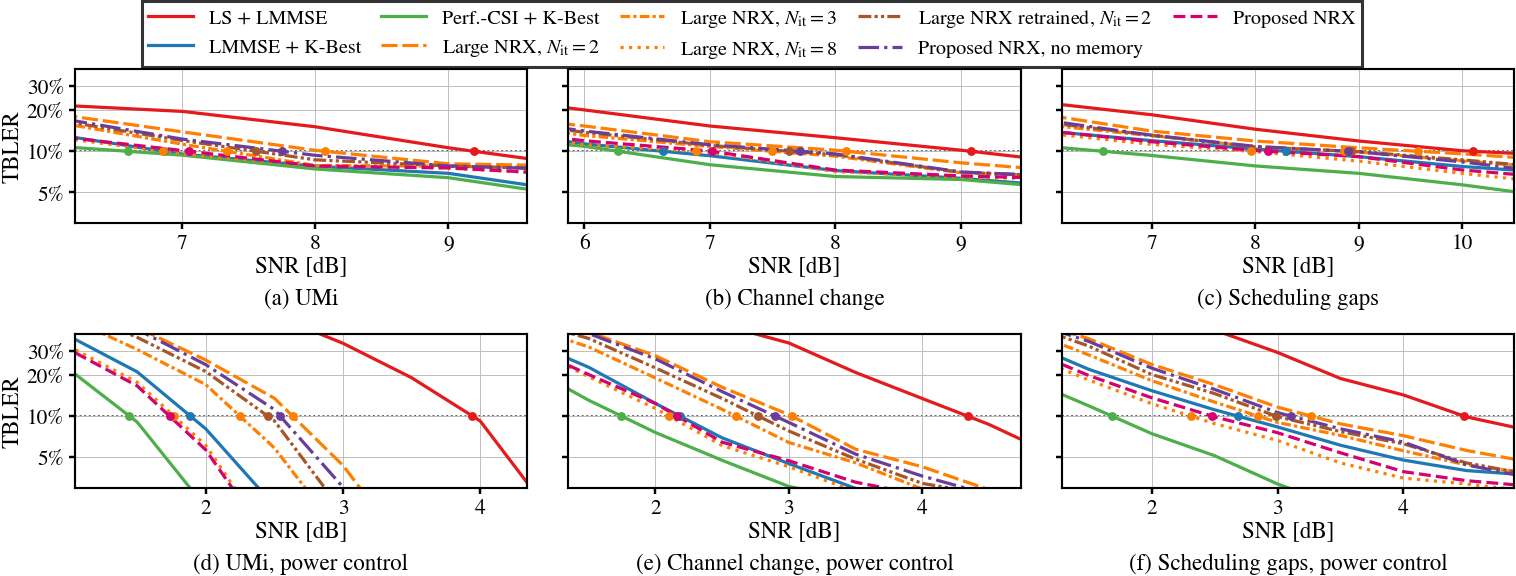 LS + LMMSE Perf.-CSI + K-Best Large NRX, N_it = 3 Large NRX retrained, N_it = 2 Proposed NRX
LMMSE + K-Best Large NRX, N_it = 2 Large NRX, N_it = 8 Proposed NRX, no memory
TBLER
30%
20%
10%
5%
7 8 9
SNR [dB]
(a) UMi
6 7 8 9
SNR [dB]
(b) Channel change
7 8 9 10
SNR [dB]
(c) Scheduling gaps
TBLER
30%
20%
10%
5%
2 3 4
SNR [dB]
(d) UMi, power control
2 3 4
SNR [dB]
(e) Channel change, power control
2 3 4
SNR [dB]
(f) Scheduling gaps, power control